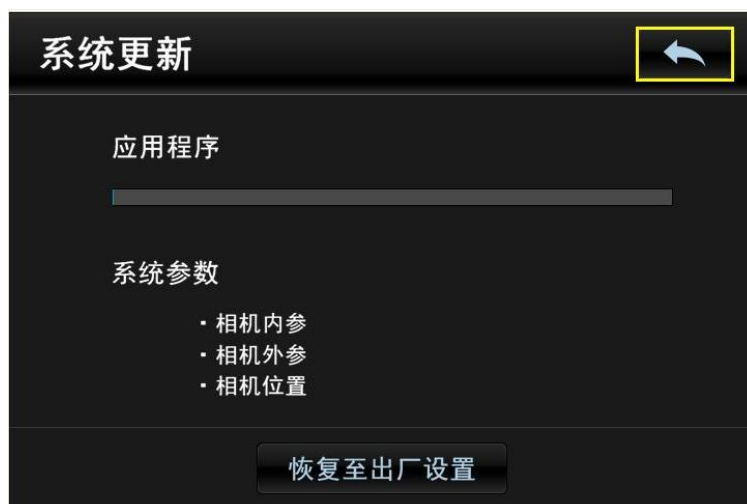 系统更新
应用程序
系统参数
·相机内参
·相机外参
·相机位置
恢复至出厂设置